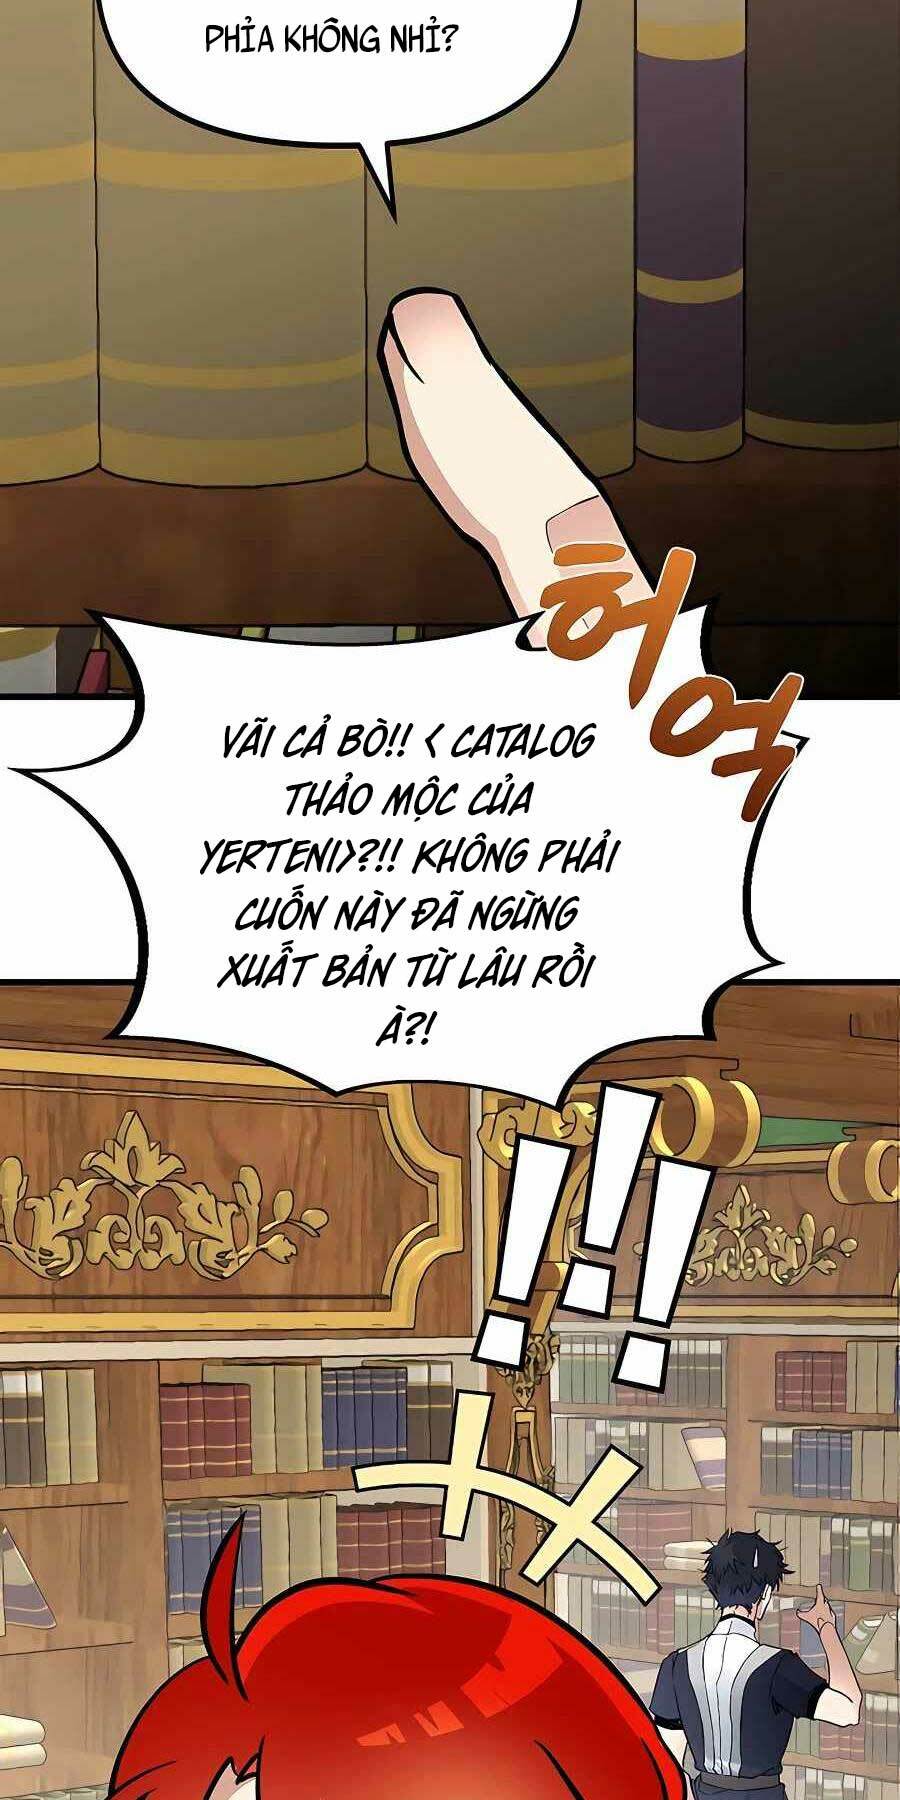 PHỈA KHÔNG NHỈ?
허
억
VÃI CẢ BÒ!! < CATALOG
THẢO MỘC CỦA
YERTENI>?!! KHÔNG PHẢI
CUỐN NÀY ĐÃ NGỪNG
XUẤT BẢN TỪ LÂU RỒI
À?!
!!!